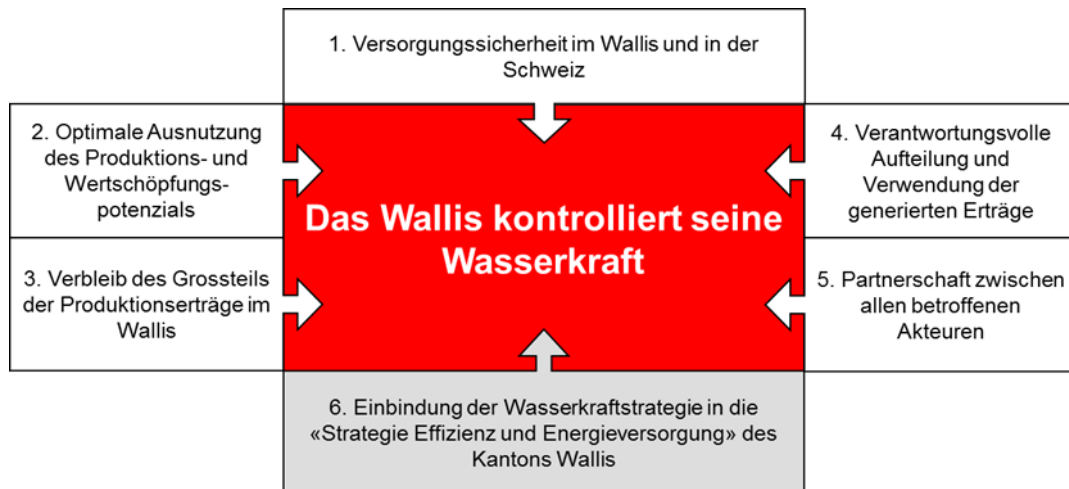 1. Versorgungssicherheit im Wallis und in der
Schweiz
2. Optimale Ausnutzung
des Produktions- und
Wertschöpfungs-
potenzials
3. Verbleib des Grossteils
der Produktionserträge im
Wallis
Das Wallis kontrolliert seine
Wasserkraft
4. Verantwortungsvolle
Aufteilung und
Verwendung der
generierten Erträge
5. Partnerschaft zwischen
allen betroffenen
Akteuren
6. Einbindung der Wasserkraftstrategie in die
«Strategie Effizienz und Energieversorgung» des
Kantons Wallis